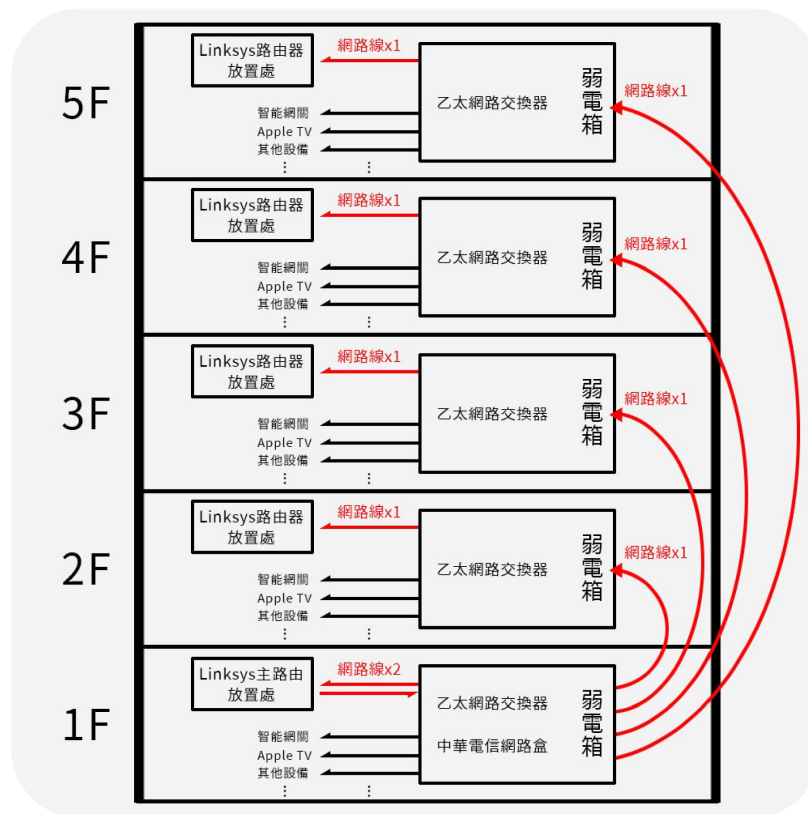 5F
Linksys路由器
放置處
網路線x1
乙太網路交換器
弱電箱
網路線x1
智能網關
Apple TV
其他設備
⋮
⋮
4F
Linksys路由器
放置處
網路線x1
乙太網路交換器
弱電箱
網路線x1
智能網關
Apple TV
其他設備
⋮
⋮
3F
Linksys路由器
放置處
網路線x1
乙太網路交換器
弱電箱
網路線x1
智能網關
Apple TV
其他設備
⋮
⋮
2F
Linksys路由器
放置處
網路線x1
乙太網路交換器
弱電箱
網路線x1
智能網關
Apple TV
其他設備
⋮
⋮
1F
Linksys主路由
放置處
網路線x2
乙太網路交換器
中華電信網路盒
弱電箱
智能網關
Apple TV
其他設備
⋮
⋮